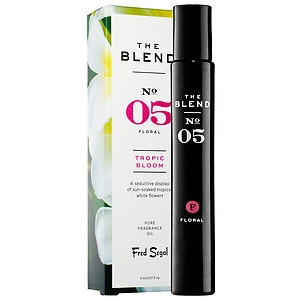 THE
BLEND
No
05
FLORAL
TROPIC
BLOOM
A seductive display
of sun-soaked tropical
white flowers
PURE
FRAGRANCE
OIL
Fred Segal
THE
BLEND
No
05
F
FLORAL